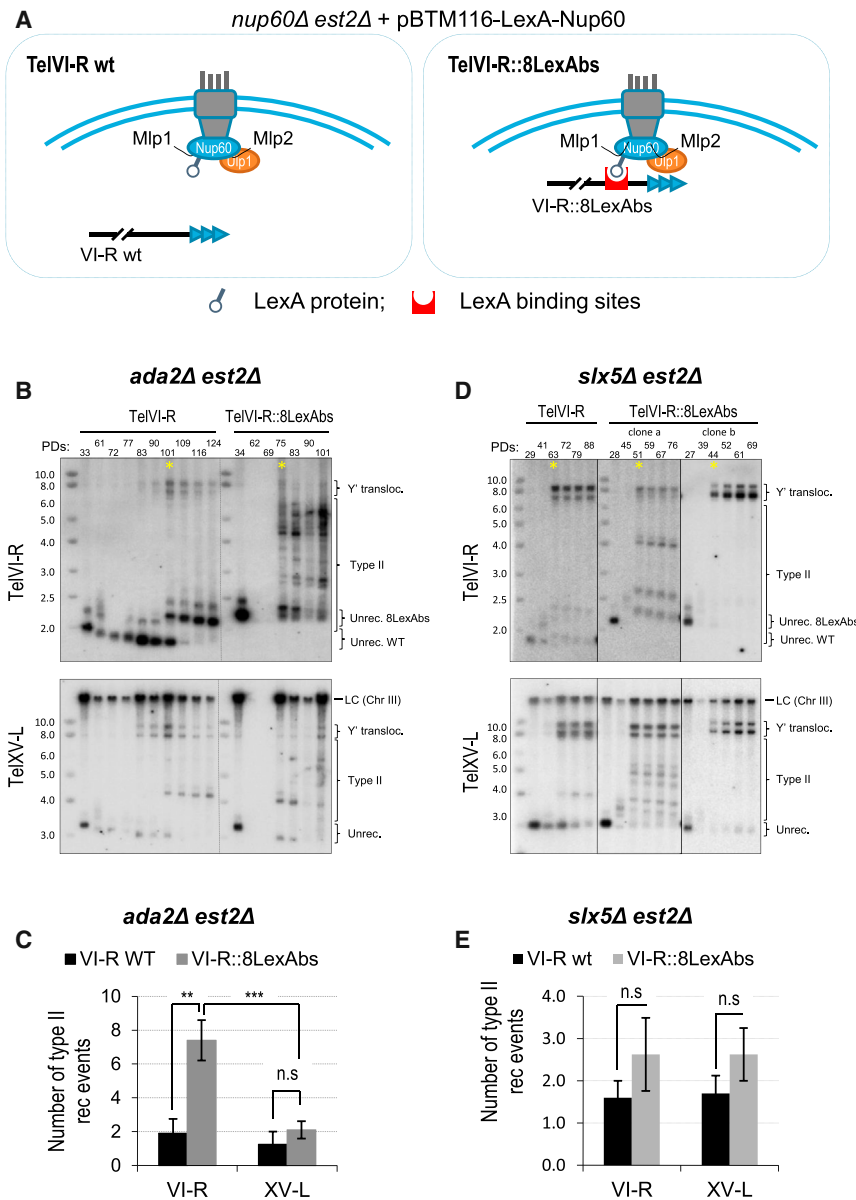 A
nup60Δ est2Δ + pBTM116-LexA-Nup60
TelVI-R wt
Mlp1
Nup60
Mlp2
Ulp1
VI-R wt
TelVI-R::8LexAbs
Mlp1
Nup60
Mlp2
Ulp1
VI-R::8LexAbs
LexA protein;
LexA binding sites
B
ada2Δ est2Δ
TelVI-R
TelVI-R::8LexAbs
PDs:
61 77 90 109 124 62 75 90
33 72 83 101 116 34 69 83 101
* *
10.0
8.0
6.0
5.0
4.0
3.0
2.5
2.0
TelVI-R
Y' transloc.
Type II
Unrec. 8LexAbs
Unrec. WT
10.0
8.0
6.0
4.0
3.0
TelXV-L
LC (Chr III)
Y' transloc.
Type II
Unrec.
D
slx5Δ est2Δ
TelVI-R
TelVI-R::8LexAbs
clone a
clone b
PDs:
41 72 88 45 59 76 39 52 69
29 63 79 28 51 67 27 44 61
* * *
10.0
8.0
6.0
5.0
4.0
3.0
2.5
2.0
TelVI-R
Y' transloc.
Type II
Unrec. 8LexAbs
Unrec. WT
10.0
8.0
6.0
4.0
3.0
TelXV-L
LC (Chr III)
Y' transloc.
Type II
Unrec.
C
ada2Δ est2Δ
VI-R WT
VI-R::8LexAbs
Number of type II
rec events
10
8
6
4
2
0
**
***
n.s
VI-R
XV-L
E
slx5Δ est2Δ
VI-R wt
VI-R::8LexAbs
Number of type II
rec events
4.0
3.0
2.0
1.0
0.0
n.s
n.s
VI-R
XV-L